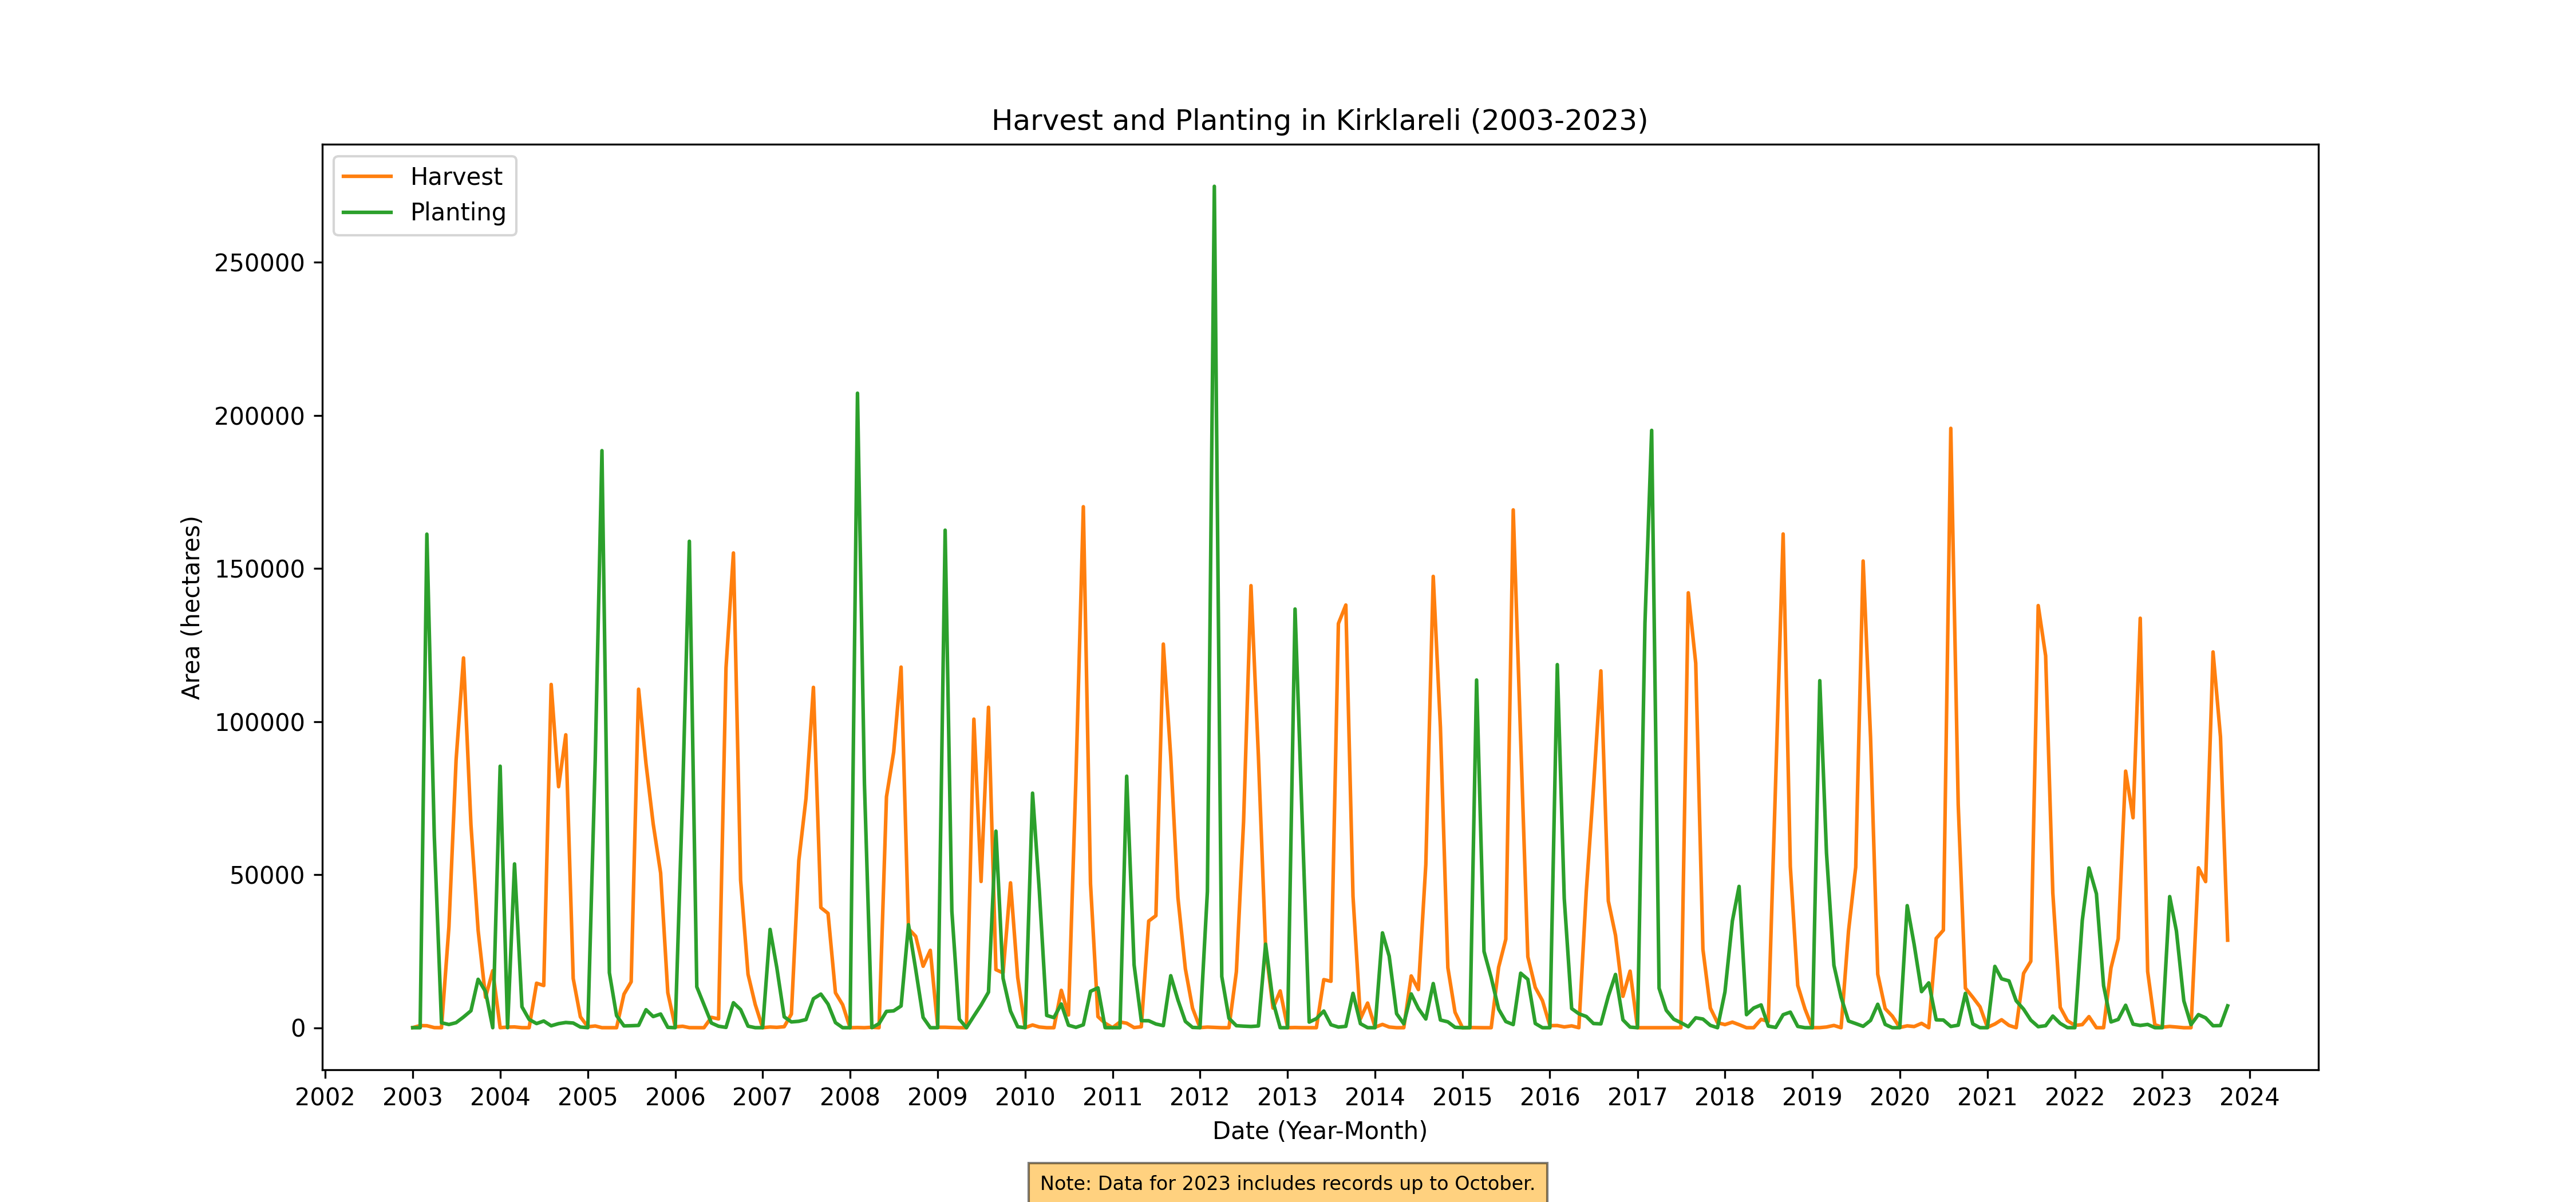 Harvest and Planting in Kirklareli (2003-2023)
Harvest
Planting
250000
200000
150000
100000
50000
0
Area (hectares)
2002 2003 2004 2005 2006 2007 2008 2009 2010 2011 2012 2013 2014 2015 2016 2017 2018 2019 2020 2021 2022 2023 2024
Date (Year-Month)
Note: Data for 2023 includes records up to October.